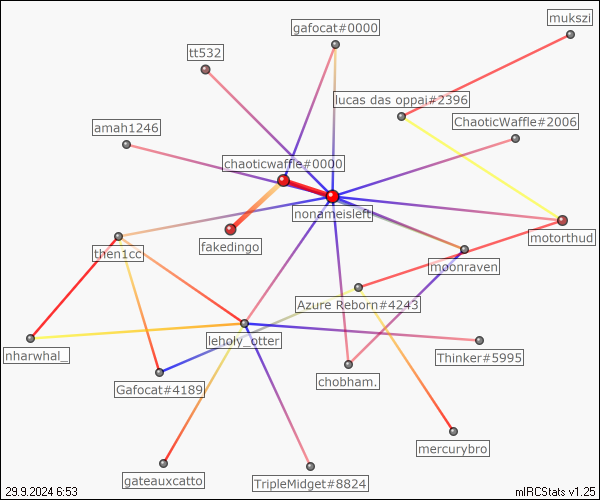 mukszi
gafocat#0000
tt532
lucas das oppai#2396
ChaoticWaffle#2006
amah1246
chaoticwaffle#0000
nonameisleft
motorthud
fakedingo
then1cc
moonraven
Azure Reborn#4243
leholy_otter
nharwhal_
Thinker#5995
chobham.
Gafocat#4189
mercurybro
gateauxcatto
TripleMidget#8824
29.9.2024 6:53
mIRCStats v1.25